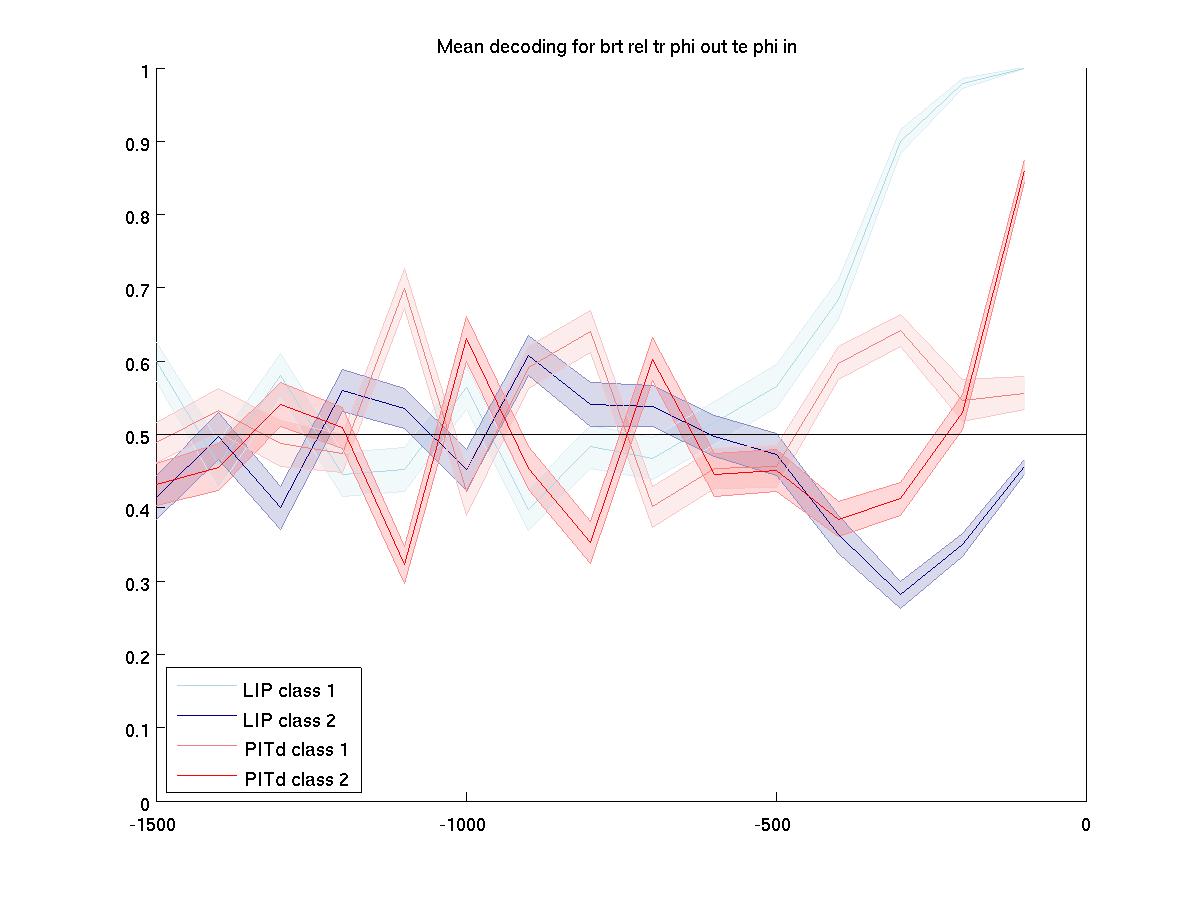 Mean decoding for brt rel tr phi out te phi in
1
0.9
0.8
0.7
0.6
0.5
0.4
0.3
0.2
0.1
0
LIP class 1
LIP class 2
PITd class 1
PITd class 2
-1500 -1000 -500 0